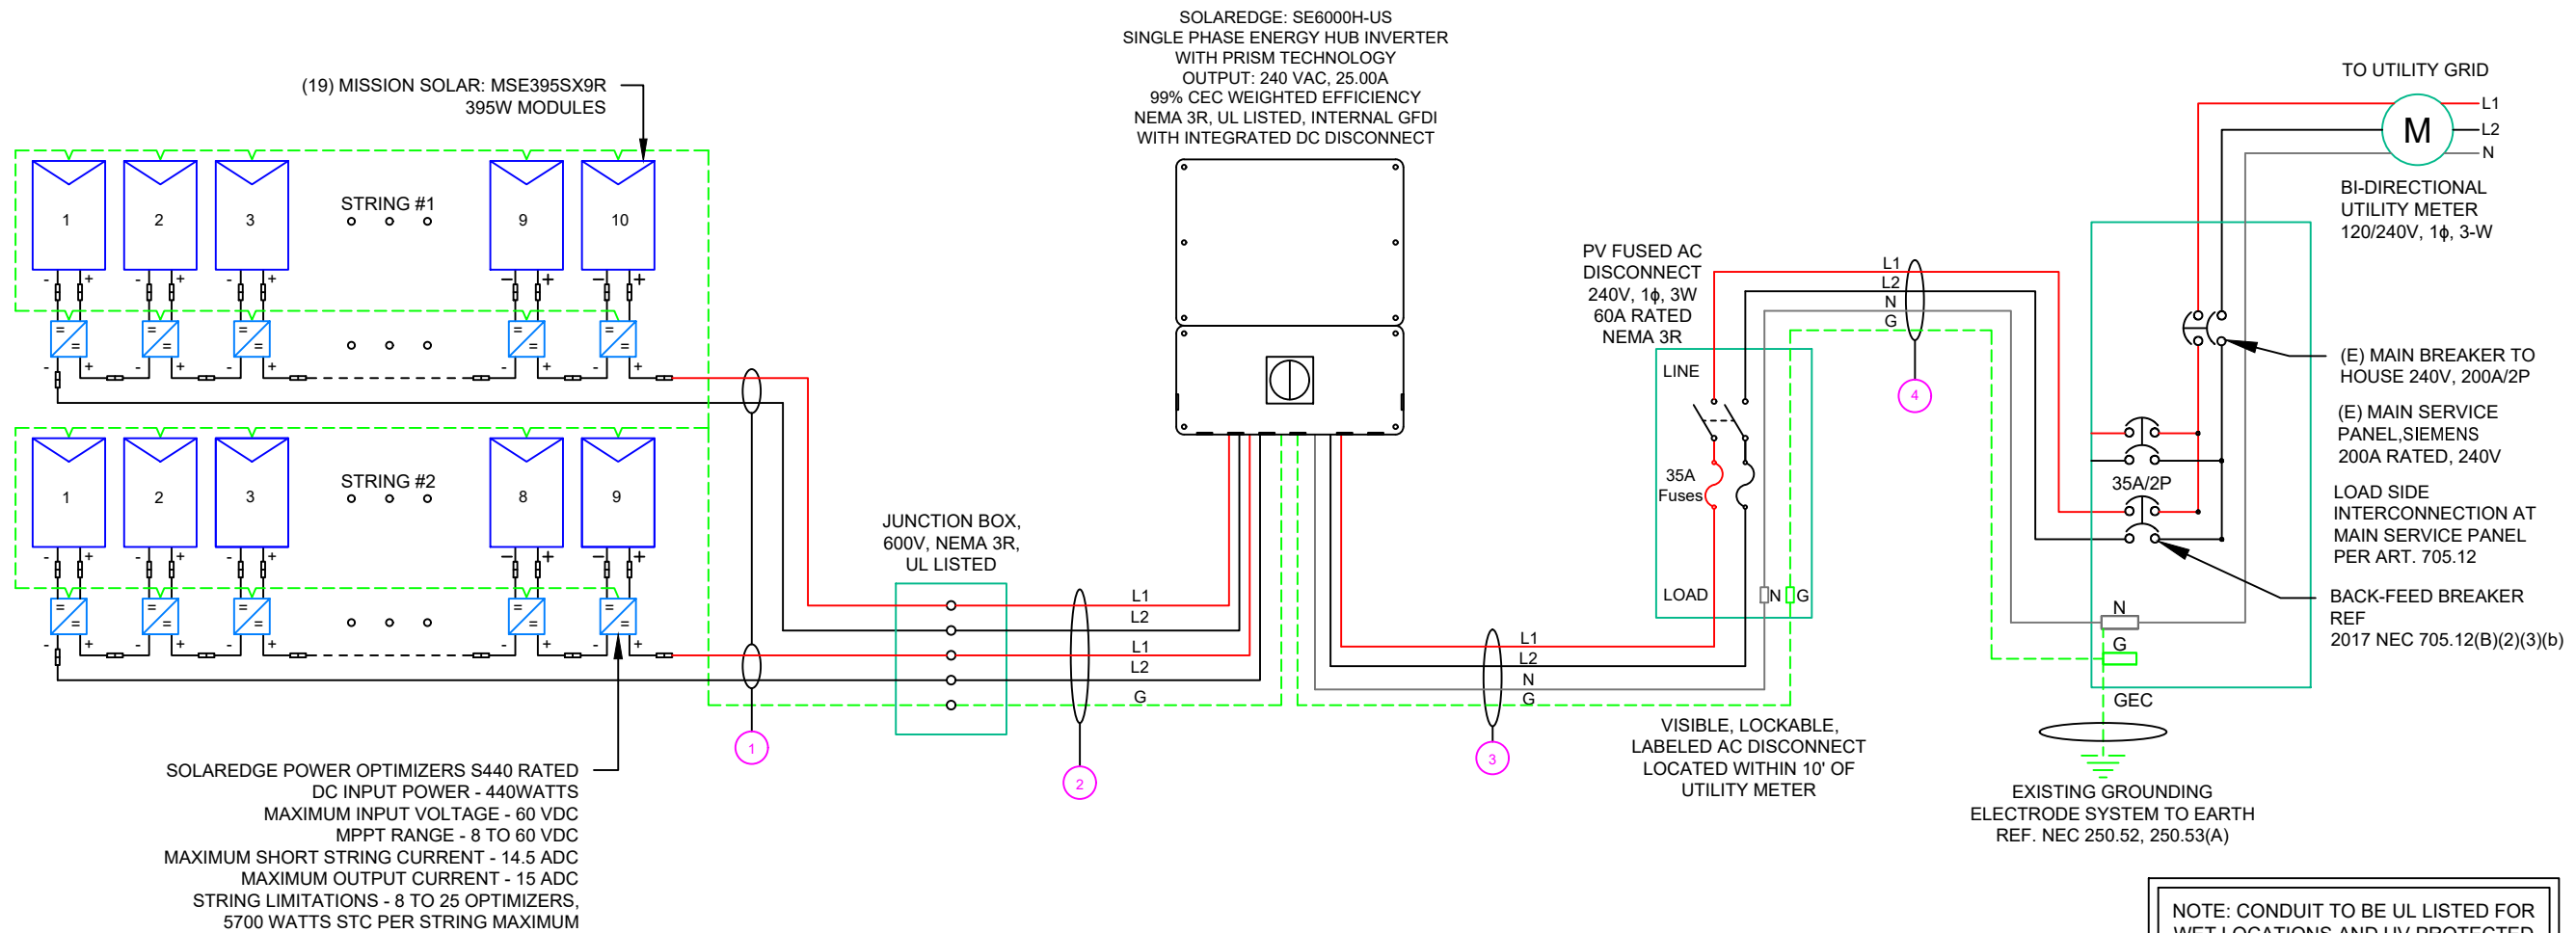 SOLAREDGE: SE6000H-US
SINGLE PHASE ENERGY HUB INVERTER
WITH PRISM TECHNOLOGY
OUTPUT: 240 VAC, 25.00A
99% CEC WEIGHTED EFFICIENCY
NEMA 3R, UL LISTED, INTERNAL GFDI
WITH INTEGRATED DC DISCONNECT
(19) MISSION SOLAR: MSE395SX9R
395W MODULES
STRING #1
1
2
3
9
10
- + - + - + - + - +
= = = = =
= = = = =
- + - + - + - + - +
STRING #2
1
2
3
8
9
- + - + - + - + - +
= = = = =
= = = = =
- + - + - + - + - +
SOLAREDGE POWER OPTIMIZERS S440 RATED
DC INPUT POWER - 440WATTS
MAXIMUM INPUT VOLTAGE - 60 VDC
MPPT RANGE - 8 TO 60 VDC
MAXIMUM SHORT STRING CURRENT - 14.5 ADC
MAXIMUM OUTPUT CURRENT - 15 ADC
STRING LIMITATIONS - 8 TO 25 OPTIMIZERS,
5700 WATTS STC PER STRING MAXIMUM
1
JUNCTION BOX,
600V, NEMA 3R,
UL LISTED
L1
L2
L1
L2
G
2
L1
L2
N
G
3
PV FUSED AC
DISCONNECT
240V, 1ϕ, 3W
60A RATED
NEMA 3R
LINE
35A
Fuses
LOAD
N G
VISIBLE, LOCKABLE,
LABELED AC DISCONNECT
LOCATED WITHIN 10' OF
UTILITY METER
L1
L2
N
G
4
TO UTILITY GRID
M
L1
L2
N
BI-DIRECTIONAL
UTILITY METER
120/240V, 1ϕ, 3-W
(E) MAIN BREAKER TO
HOUSE 240V, 200A/2P
(E) MAIN SERVICE
PANEL,SIEMENS
200A RATED, 240V
35A/2P
LOAD SIDE
INTERCONNECTION AT
MAIN SERVICE PANEL
PER ART. 705.12
BACK-FEED BREAKER
REF
2017 NEC 705.12(B)(2)(3)(b)
N
G
GEC
EXISTING GROUNDING
ELECTRODE SYSTEM TO EARTH
REF. NEC 250.52, 250.53(A)
NOTE: CONDUIT TO BE UL LISTED FOR
WET LOCATIONS AND UV PROTECTED